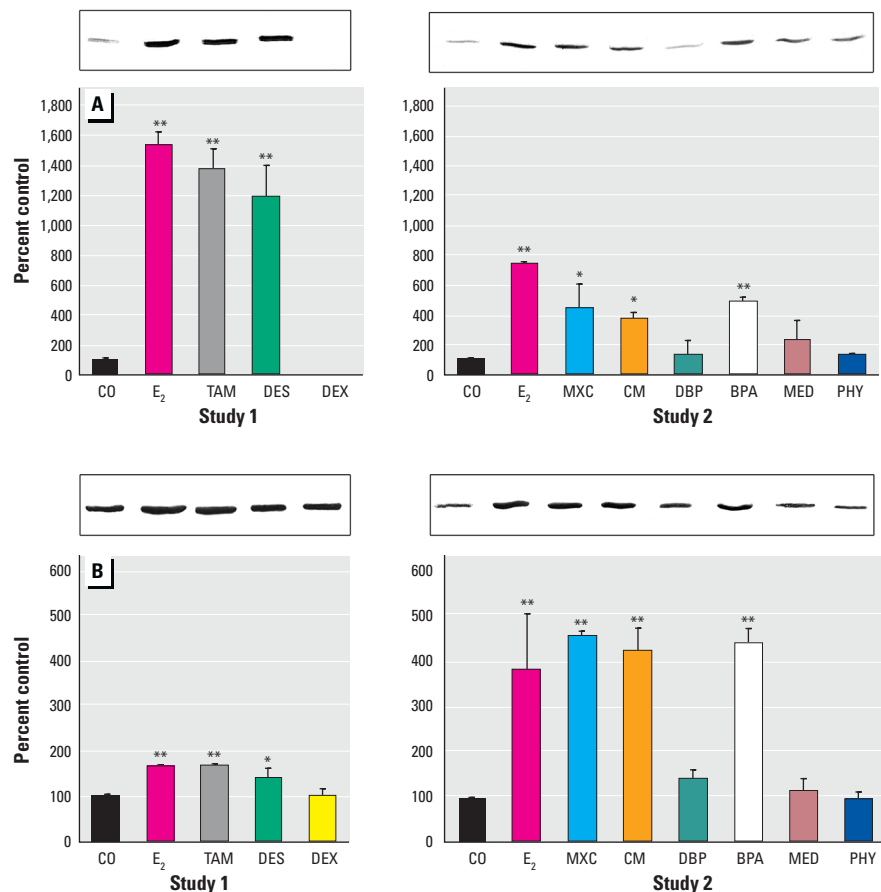 A
Percent control
1,800
1,600
1,400
1,200
1,000
800
600
400
200
0
**
**
**
CO E₂ TAM DES DEX
Study 1
1,800
1,600
1,400
1,200
1,000
800
600
400
200
0
**
*
*
**
CO E₂ MXC CM DBP BPA MED PHY
Study 2
B
Percent control
600
500
400
300
200
100
0
** ** *
CO E₂ TAM DES DEX
Study 1
600
500
400
300
200
100
0
** ** ** **
CO E₂ MXC CM DBP BPA MED PHY
Study 2